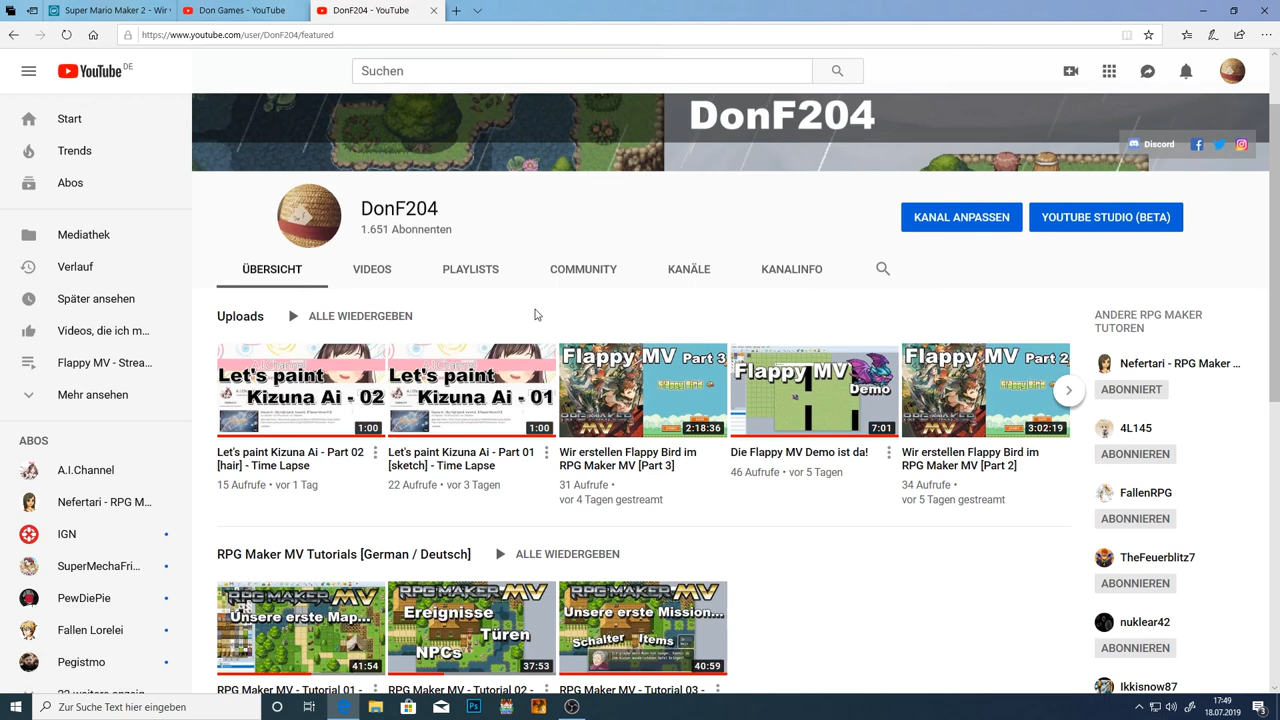 Super Mario Maker 2 - Wir
Don Games - YouTube
DonF204 - YouTube
https://www.youtube.com/user/DonF204/featured
YouTube DE
Suchen
DonF204
Discord
Start
Trends
Abos
Mediathek
Verlauf
Später ansehen
Videos, die ich m...
Flappy MV - Strea...
Mehr ansehen
ABOS
A.I.Channel
Nefertari - RPG M...
IGN
SuperMechaFri...
PewDiePie
Fallen Lorelei
Pegistmo
DonF204
1.651 Abonnenten
KANAL ANPASSEN
YOUTUBE STUDIO (BETA)
ÜBERSICHT
VIDEOS
PLAYLISTS
COMMUNITY
KANÄLE
KANALINFO
Uploads
ALLE WIEDERGEBEN
Let's paint
Kizuna Ai - 02
1:00
Let's paint Kizuna Ai - Part 02
[hair] - Time Lapse
15 Aufrufe • vor 1 Tag
Let's paint
Kizuna Ai - 01
1:00
Let's paint Kizuna Ai - Part 01
[sketch] - Time Lapse
22 Aufrufe • vor 3 Tagen
Flappy MV Part 3
Flappy Bird
RPG MAKER
MV
2:18:36
Wir erstellen Flappy Bird im
RPG Maker MV [Part 3]
31 Aufrufe •
vor 4 Tagen gestreamt
Flappy MV
Demo
7:01
Die Flappy MV Demo ist da!
46 Aufrufe • vor 5 Tagen
Flappy MV Part 2
Flappy Bird
RPG MAKER
MV
3:02:19
Wir erstellen Flappy Bird im
RPG Maker MV [Part 2]
34 Aufrufe •
vor 5 Tagen gestreamt
RPG Maker MV Tutorials [German / Deutsch]
ALLE WIEDERGEBEN
RPG MAKER MV
Unsere erste Map...
41:54
RPG Maker MV - Tutorial 01 -
RPG MAKER MV
Ereignisse
Türen
NPCs
37:53
RPG Maker MV - Tutorial 02 -
RPG MAKER MV
Unsere erste Mission...
Schalter
Items
40:59
RPG Maker MV - Tutorial 03 -
ANDERE RPG MAKER
TUTOREN
Nefertari - RPG Maker ...
ABONNIERT
4L145
ABONNIEREN
FallenRPG
ABONNIEREN
TheFeuerblitz7
ABONNIEREN
nuklear42
ABONNIEREN
Ikkisnow87
Zur Suche Text hier eingeben
Ps
17:49
18.07.2019
3